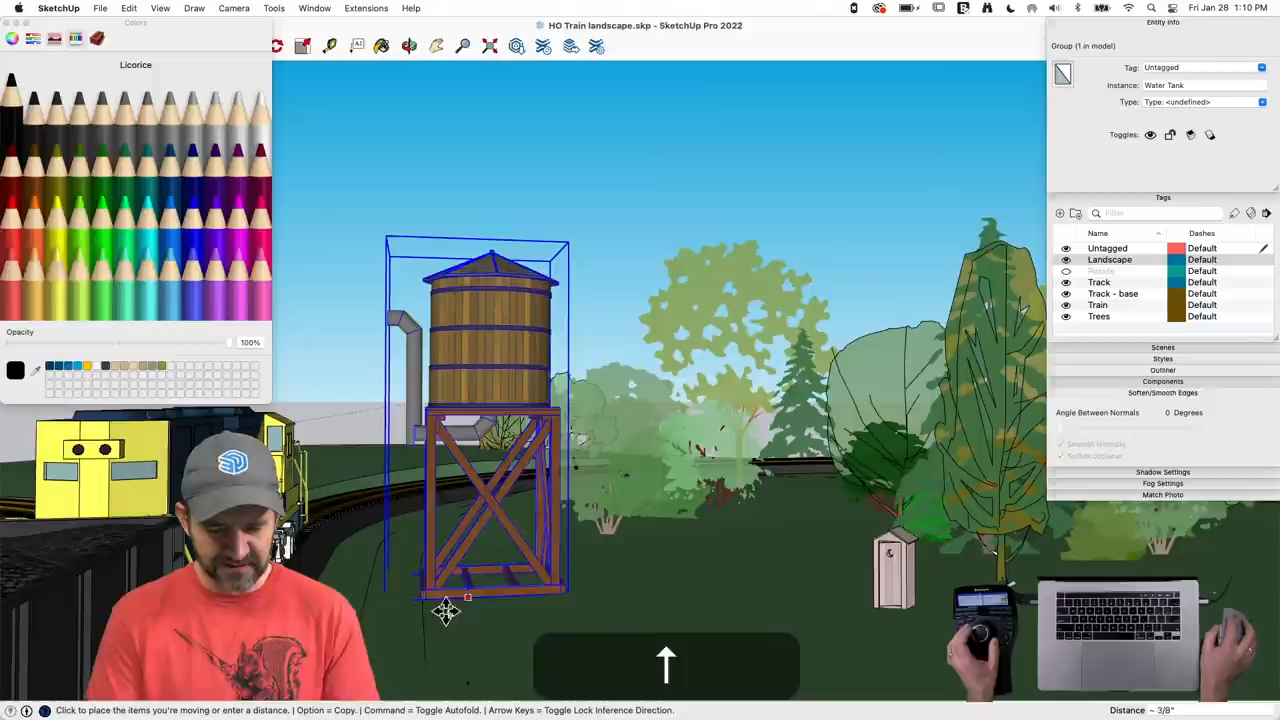 SketchUp File Edit View Draw Camera Tools Window Extensions Help
Fri Jan 28 1:10 PM
Colors
HO Train landscape.skp - SketchUp Pro 2022
Entity Info
Licorice
Group (1 in model)
Tag: Untagged
Instance: Water Tank
Type: Type: <undefined>
Toggles:
Tags
Filter
Name Dashes
Untagged Default
Landscape Default
Default
Track Default
Track - base Default
Train Default
Trees Default
Opacity
100%
Scenes
Styles
Outliner
Components
Soften/Smooth Edges
Angle Between Normals 0 Degrees
Smooth Normals
Soften coplanar
Shadow Settings
Fog Settings
Match Photo
↑
Click to place the items you're moving or enter a distance. | Option = Copy. | Command = Toggle Autofold. | Arrow Keys = Toggle Lock Inference Direction.
Distance ~ 3/8"